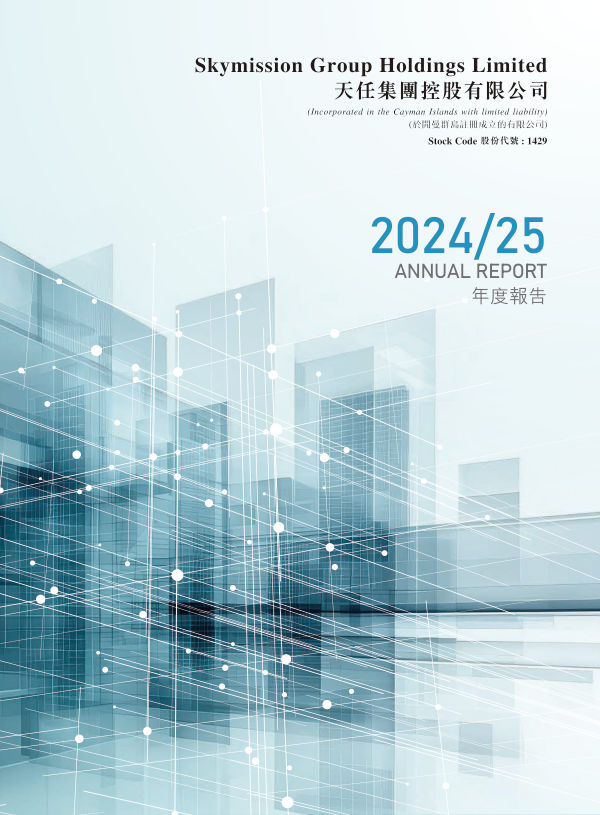 Skymission Group Holdings Limited
天任集團控股有限公司
(Incorporated in the Cayman Islands with limited liability)
(於開曼群島註冊成立的有限公司)
Stock Code 股份代號 : 1429
2024/25
ANNUAL REPORT
年度報告